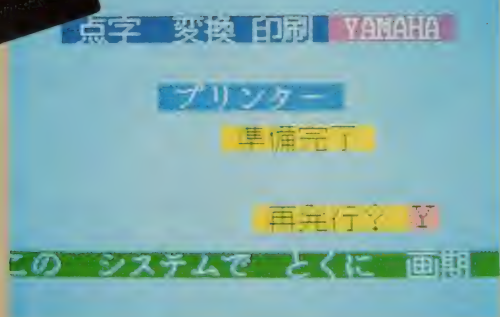 点字 変換 印刷 YAMAHA
プリンター
準備完了
再発行? Y
この システムで とくに 画期